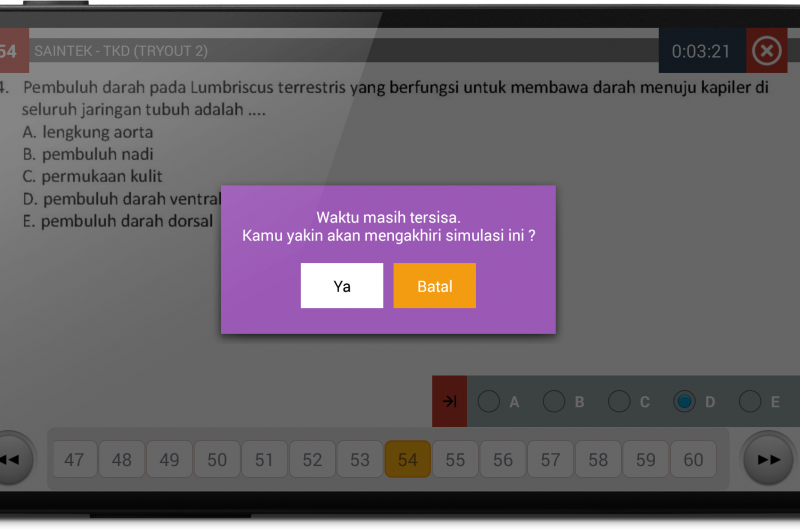 54 SAINTEK - TKD (TRYOUT 2) 0:03:21
Pembuluh darah pada Lumbriscus terrestris yang berfungsi untuk membawa darah menuju kapiler di
seluruh jaringan tubuh adalah ....
A. lengkung aorta
B. pembuluh nadi
C. permukaan kulit
D. pembuluh darah ventral
E. pembuluh darah dorsal
Waktu masih tersisa.
Kamu yakin akan mengakhiri simulasi ini ?
Ya Batal
A B C D E
47 48 49 50 51 52 53 54 55 56 57 58 59 60